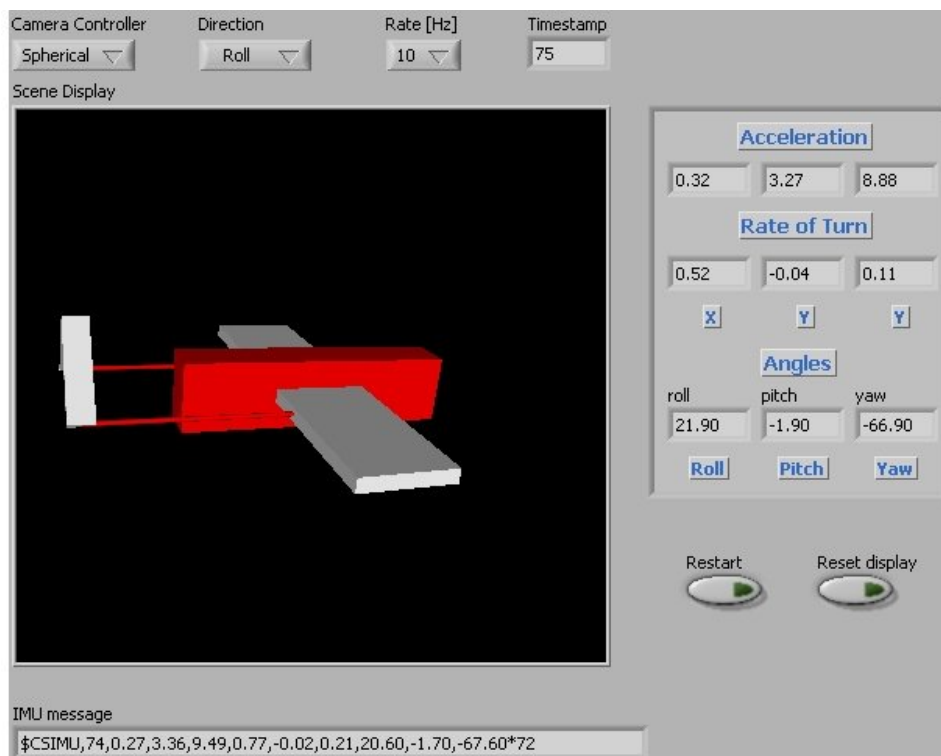 Camera Controller Direction Rate [Hz] Timestamp
Spherical Roll 10 75
Scene Display
Acceleration
0.32 3.27 8.88
Rate of Turn
0.52 -0.04 0.11
X Y Y
Angles
roll pitch yaw
21.90 -1.90 -66.90
Roll Pitch Yaw
Restart Reset display
IMU message
$CSIMU,74,0.27,3.36,9.49,0.77,-0.02,0.21,20.60,-1.70,-67.60*72